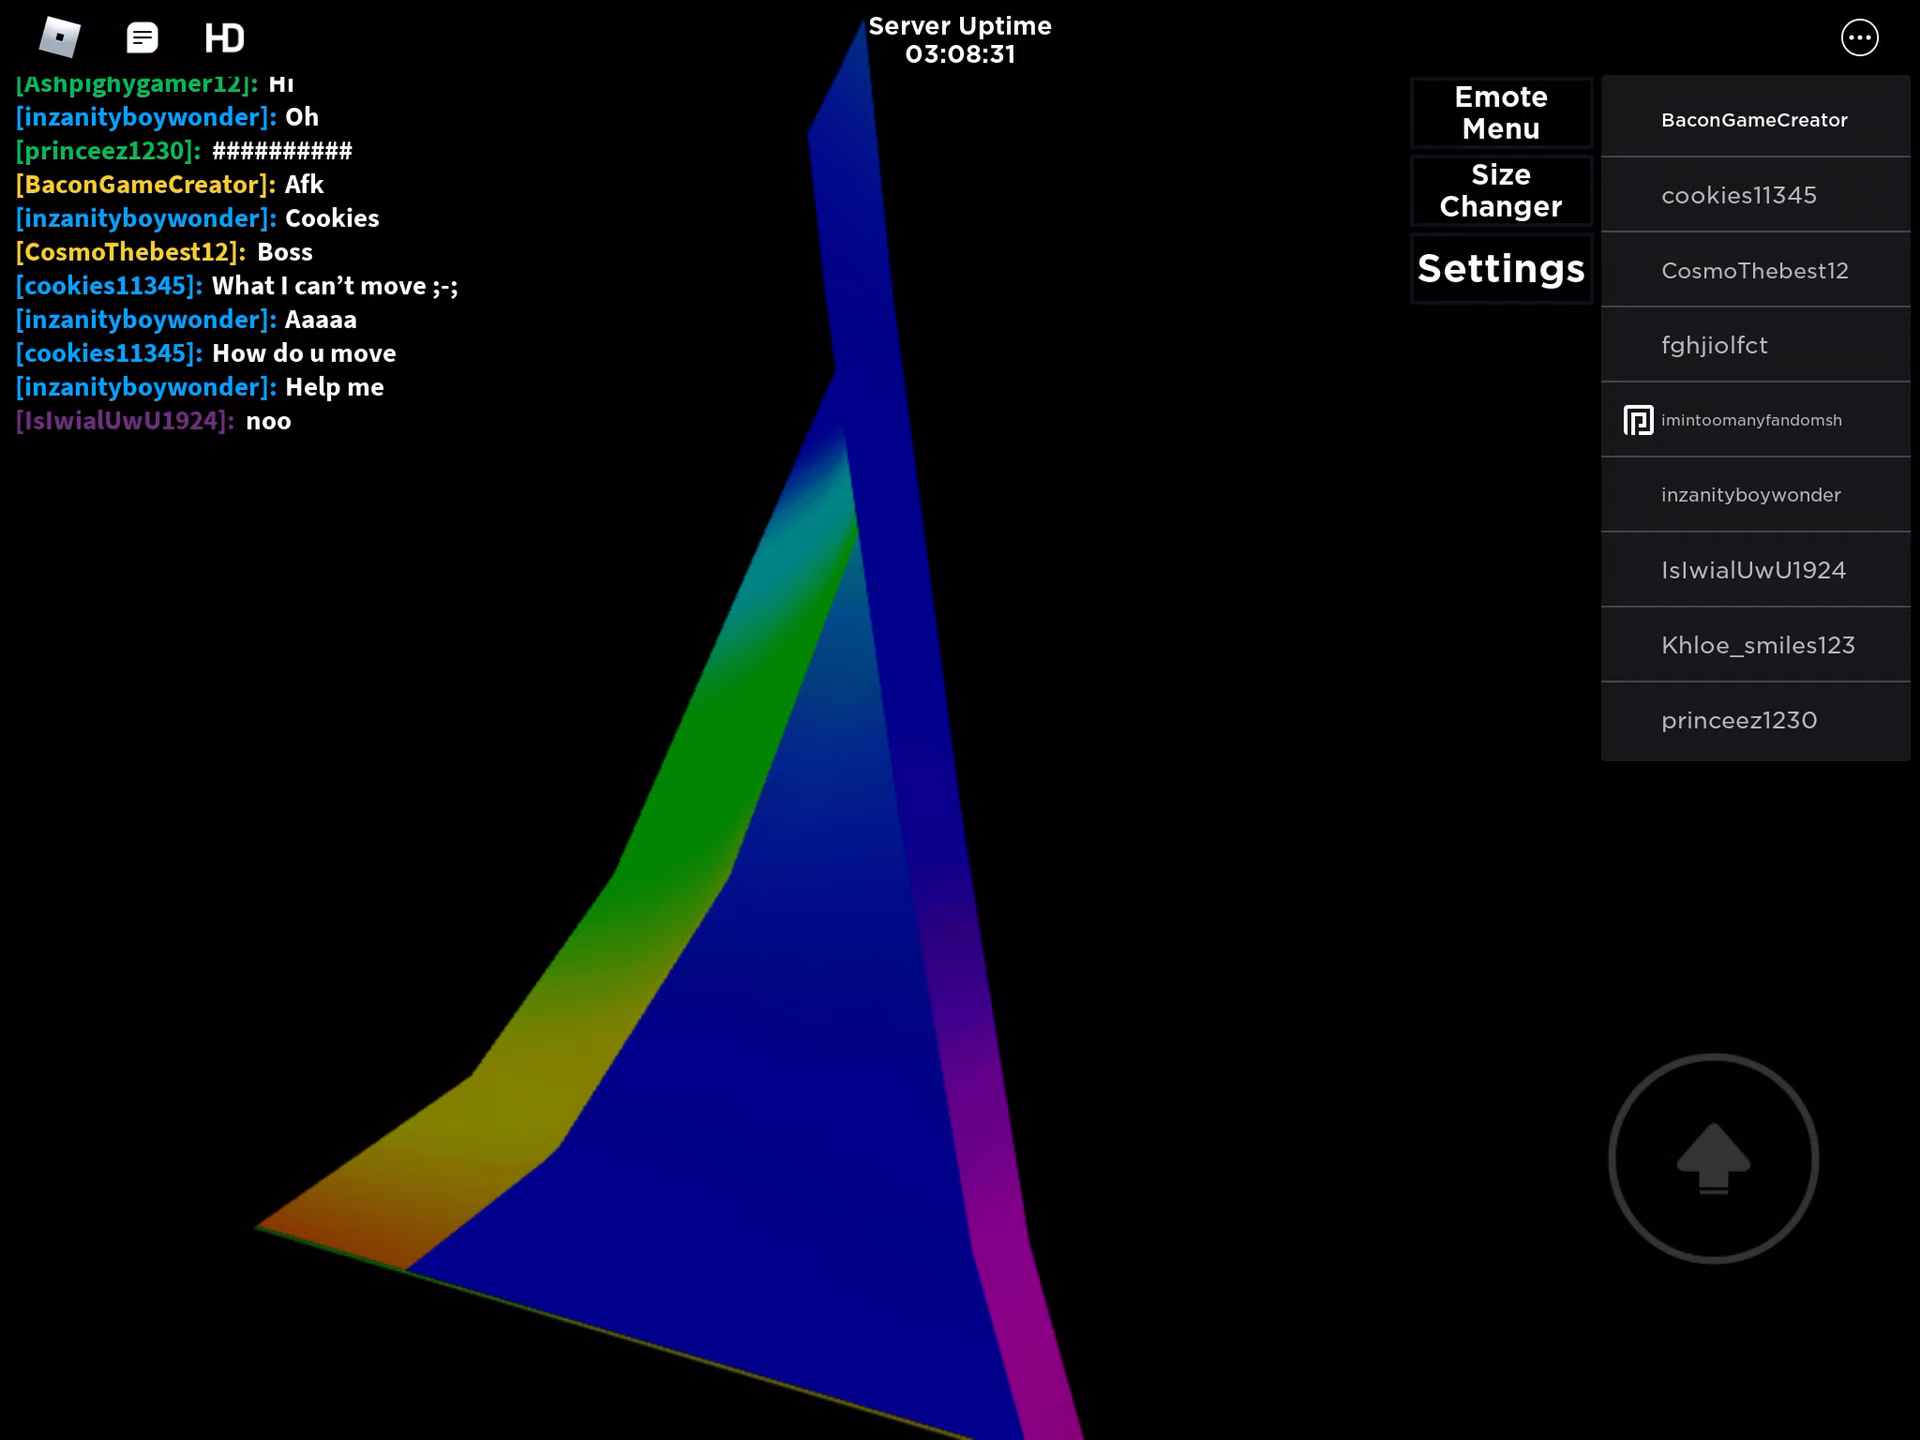 HD
Server Uptime
03:08:31
[Ashpighygamer12]: Hi
[inzanityboywonder]: Oh
[princeez1230]: ##########
[BaconGameCreator]: Afk
[inzanityboywonder]: Cookies
[CosmoThebest12]: Boss
[cookies11345]: What I can’t move ;-;
[inzanityboywonder]: Aaaaa
[cookies11345]: How do u move
[inzanityboywonder]: Help me
[IsIwialUwU1924]: noo
Emote
Menu
Size
Changer
Settings
BaconGameCreator
cookies11345
CosmoThebest12
fghjiolfct
imintoomanyfandomsh
inzanityboywonder
IsIwialUwU1924
Khloe_smiles123
princeez1230